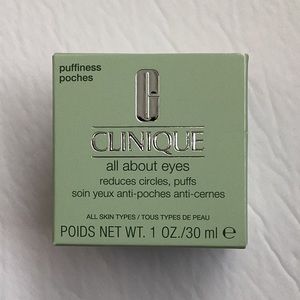 puffiness
poches
CLINIQUE
all about eyes
reduces circles, puffs
soin yeux anti-poches anti-cernes
ALL SKIN TYPES / TOUS TYPES DE PEAU
POIDS NET WT. 1 OZ./30 ml ℮